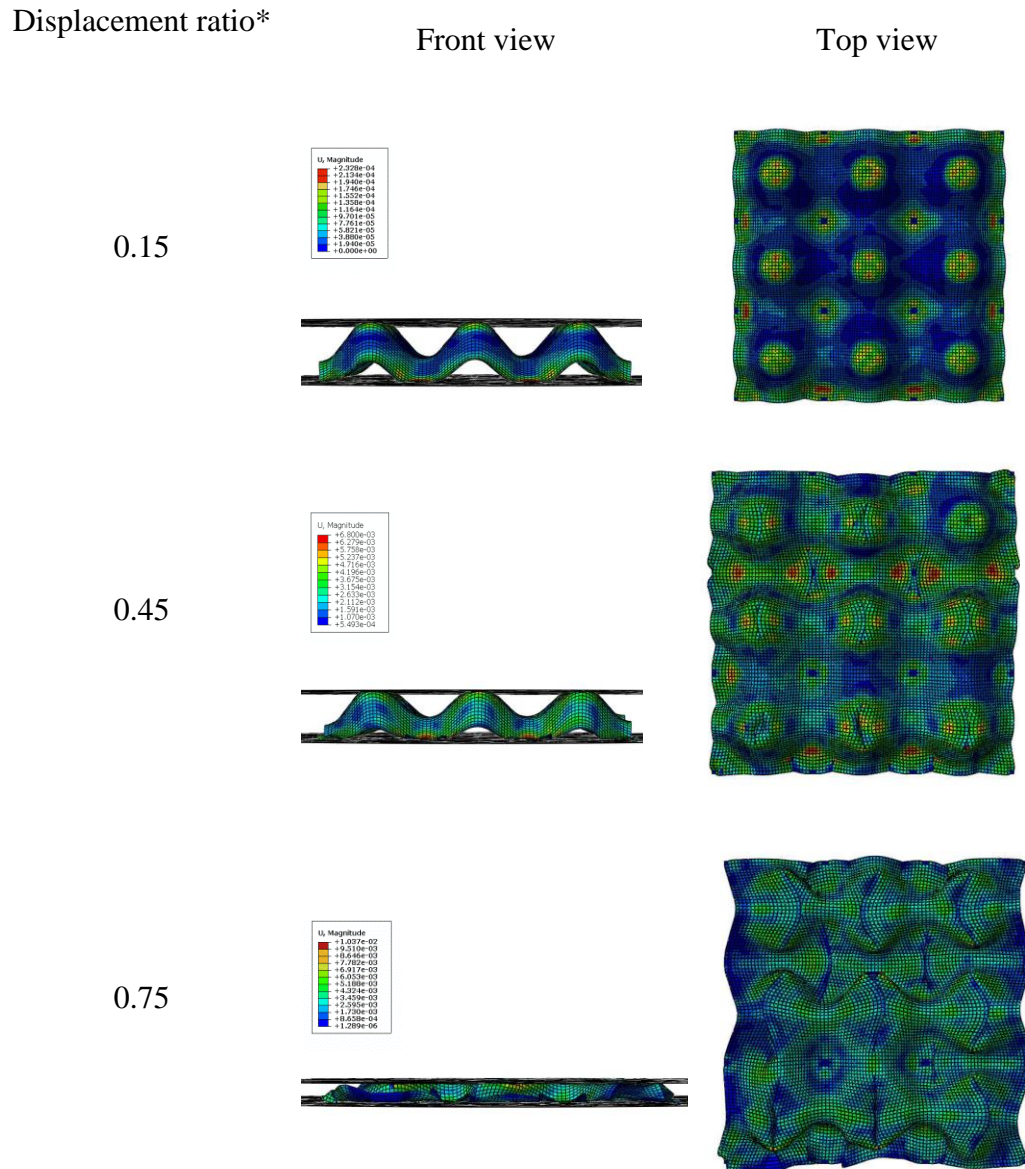 Displacement ratio*
Front view
Top view
0.15
U, Magnitude
+2.328e-04
+2.134e-04
+1.940e-04
+1.746e-04
+1.552e-04
+1.358e-04
+1.164e-04
+9.701e-05
+7.761e-05
+5.821e-05
+3.880e-05
+1.940e-05
+0.000e+00
0.45
U, Magnitude
+6.800e-03
+6.279e-03
+5.758e-03
+5.237e-03
+4.716e-03
+4.196e-03
+3.675e-03
+3.154e-03
+2.633e-03
+2.112e-03
+1.591e-03
+1.070e-03
+5.493e-04
0.75
U, Magnitude
+1.037e-02
+9.510e-03
+8.646e-03
+7.782e-03
+6.917e-03
+6.053e-03
+5.188e-03
+4.324e-03
+3.459e-03
+2.595e-03
+1.730e-03
+8.658e-04
+1.289e-06